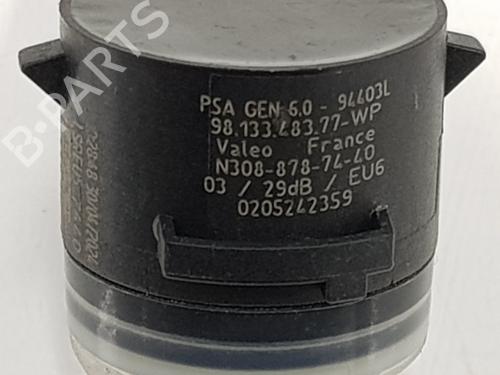 B-PARTS
PSA GEN 6.0 - 94403L
98.133.483.77-WP
Valeo France
N308-878-74-40
03 / 29dB / EU6
0205242359